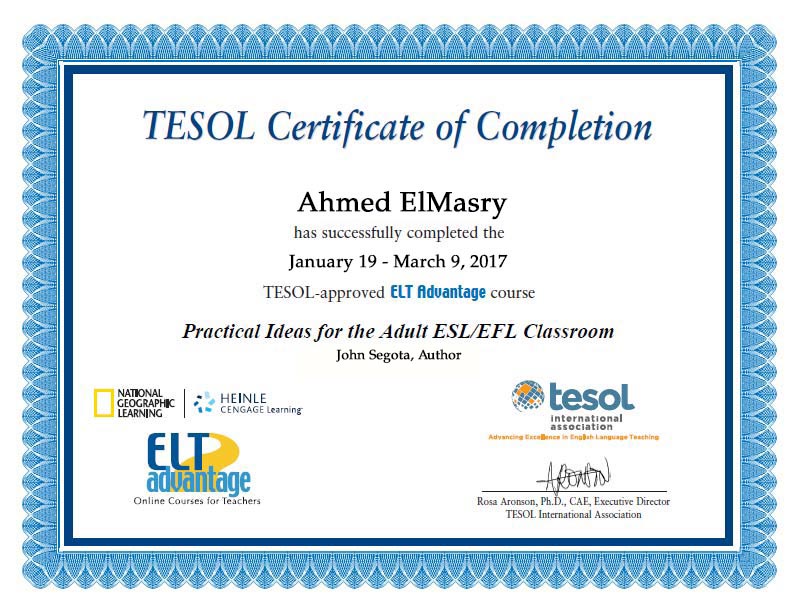 TESOL Certificate of Completion
Ahmed ElMasry
has successfully completed the
January 19 - March 9, 2017
TESOL-approved ELT Advantage course
Practical Ideas for the Adult ESL/EFL Classroom
John Segota, Author
NATIONAL
GEOGRAPHIC
LEARNING
HEINLE
CENGAGE Learning
ELT
advantage
Online Courses for Teachers
tesol
international
association
Advancing Excellence in English Language Teaching
Rosa Aronson, Ph.D., CAE, Executive Director
TESOL International Association